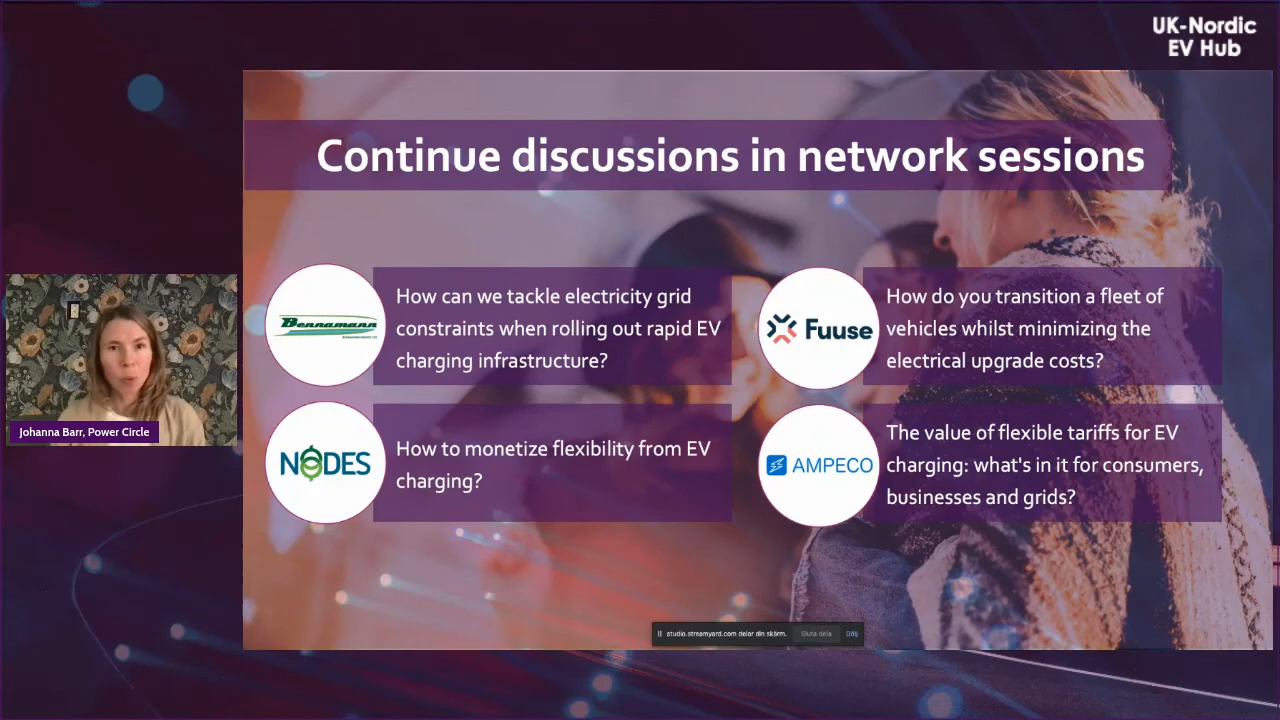 UK-Nordic
EV Hub
Continue discussions in network sessions
Bennamann
How can we tackle electricity grid
constraints when rolling out rapid EV
charging infrastructure?
Fuuse
How do you transition a fleet of
vehicles whilst minimizing the
electrical upgrade costs?
Johanna Barr, Power Circle
NODES
How to monetize flexibility from EV
charging?
AMPECO
The value of flexible tariffs for EV
charging: what's in it for consumers,
businesses and grids?
studio.streamyard.com delar din skärm.
Sluta dela
Dölj